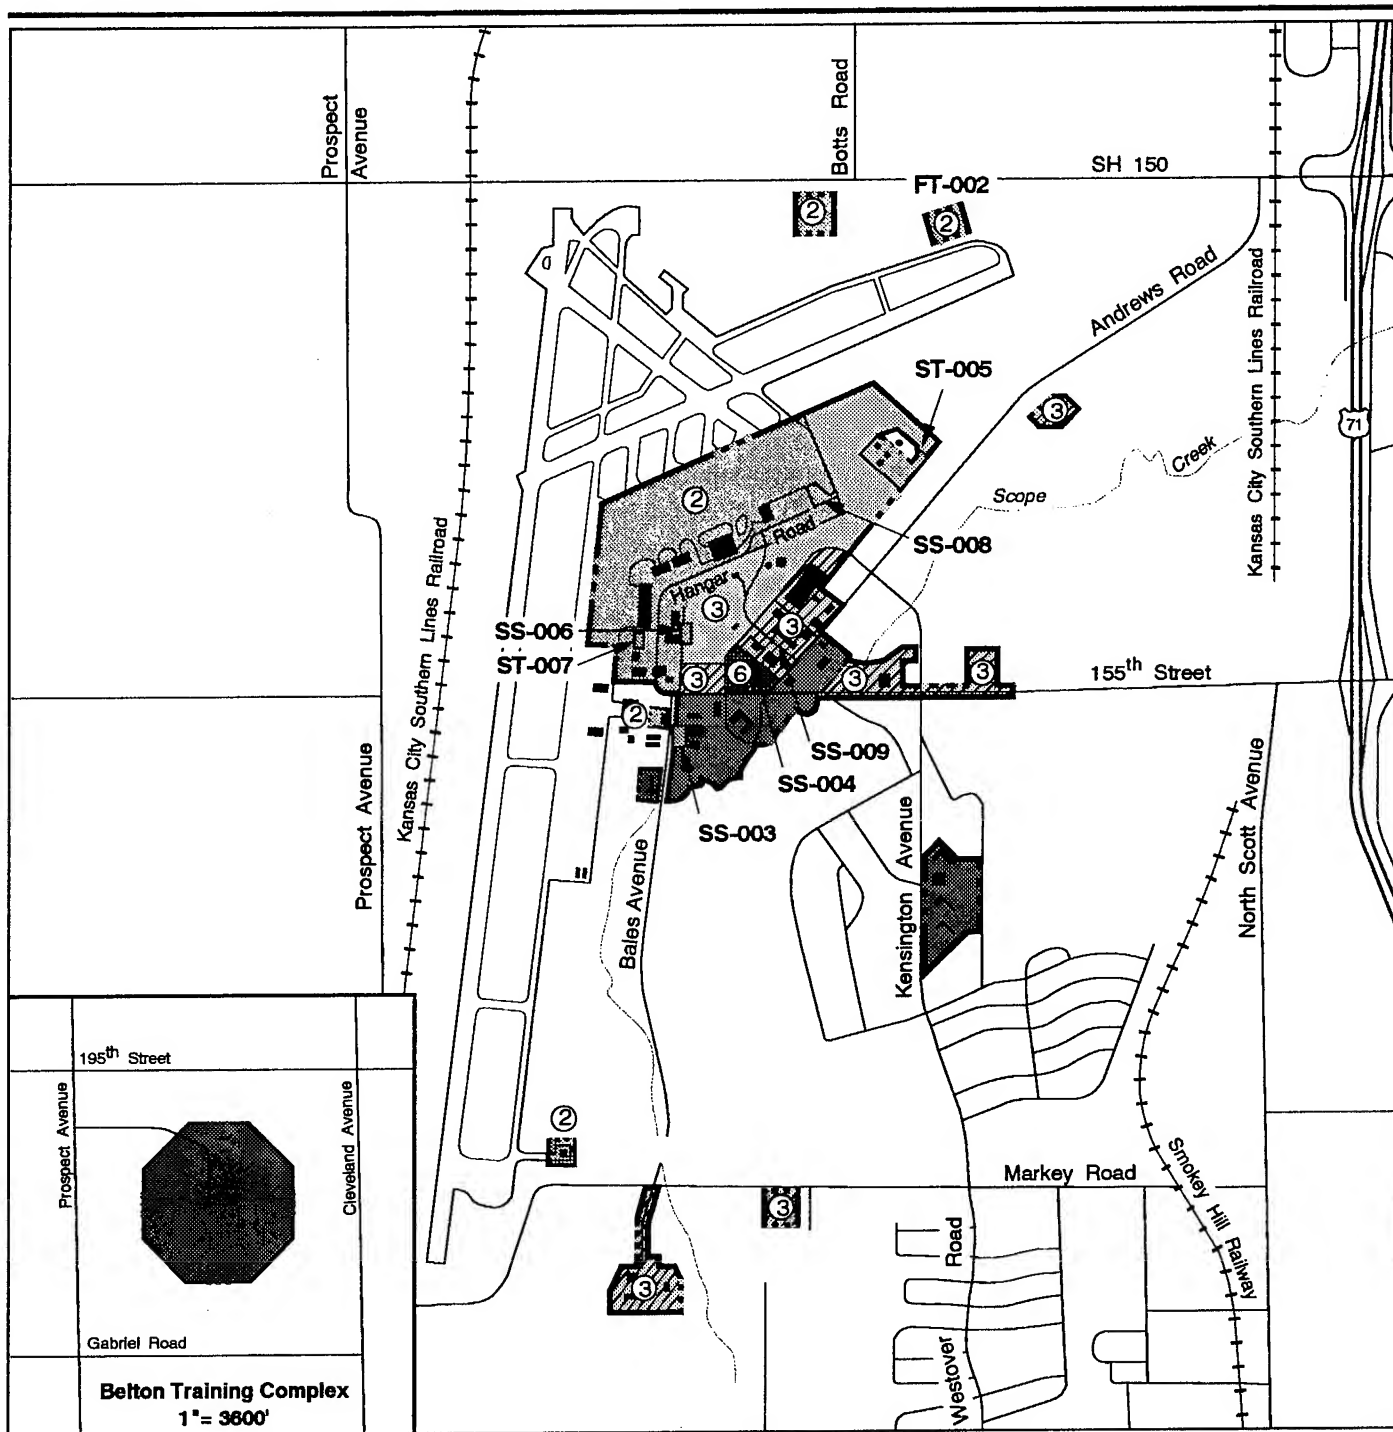 Prospect
Avenue
Botts Road
SH 150
FT-002
2
2
Andrews Road
Kansas City Southern Lines Railroad
ST-005
3
71
Creek
Scope
2
Road
SS-008
Hangar
3
Kansas City Southern Lines Railroad
SS-006
3
ST-007
3
6
3
3
155th Street
2
SS-009
SS-004
SS-003
Prospect Avenue
Bales Avenue
Kensington Avenue
North Scott Avenue
195th Street
Prospect Avenue
Cleveland Avenue
2
Markey Road
Smokey Hill Railway
3
Road
Westover
3
Gabriel Road
Belton Training Complex
1"= 3600'